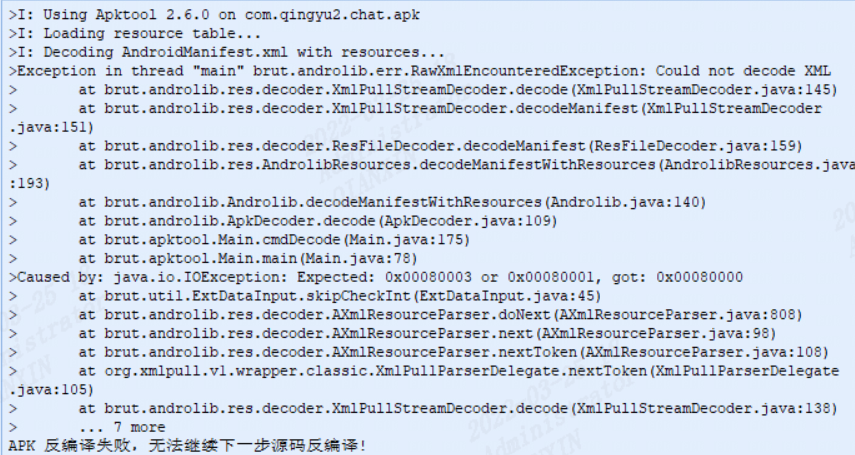 >I: Using Apktool 2.6.0 on com.qingyu2.chat.apk
>I: Loading resource table...
>I: Decoding AndroidManifest.xml with resources...
>Exception in thread "main" brut.androlib.err.RawXmlEncounteredException: Could not decode XML
>       at brut.androlib.res.decoder.XmlPullStreamDecoder.decode(XmlPullStreamDecoder.java:145)
>       at brut.androlib.res.decoder.XmlPullStreamDecoder.decodeManifest(XmlPullStreamDecoder
.java:151)
>       at brut.androlib.res.decoder.ResFileDecoder.decodeManifest(ResFileDecoder.java:159)
>       at brut.androlib.res.AndrolibResources.decodeManifestWithResources(AndrolibResources.java
:193)
>       at brut.androlib.Androlib.decodeManifestWithResources(Androlib.java:140)
>       at brut.androlib.ApkDecoder.decode(ApkDecoder.java:109)
>       at brut.apktool.Main.cmdDecode(Main.java:175)
>       at brut.apktool.Main.main(Main.java:78)
>Caused by: java.io.IOException: Expected: 0x00080003 or 0x00080001, got: 0x00080000
>       at brut.util.ExtDataInput.skipCheckInt(ExtDataInput.java:45)
>       at brut.androlib.res.decoder.AXmlResourceParser.doNext(AXmlResourceParser.java:808)
>       at brut.androlib.res.decoder.AXmlResourceParser.next(AXmlResourceParser.java:98)
>       at brut.androlib.res.decoder.AXmlResourceParser.nextToken(AXmlResourceParser.java:108)
>       at org.xmlpull.v1.wrapper.classic.XmlPullParserDelegate.nextToken(XmlPullParserDelegate
.java:105)
>       at brut.androlib.res.decoder.XmlPullStreamDecoder.decode(XmlPullStreamDecoder.java:138)
>       ... 7 more
APK 反编译失败，无法继续下一步源码反编译!